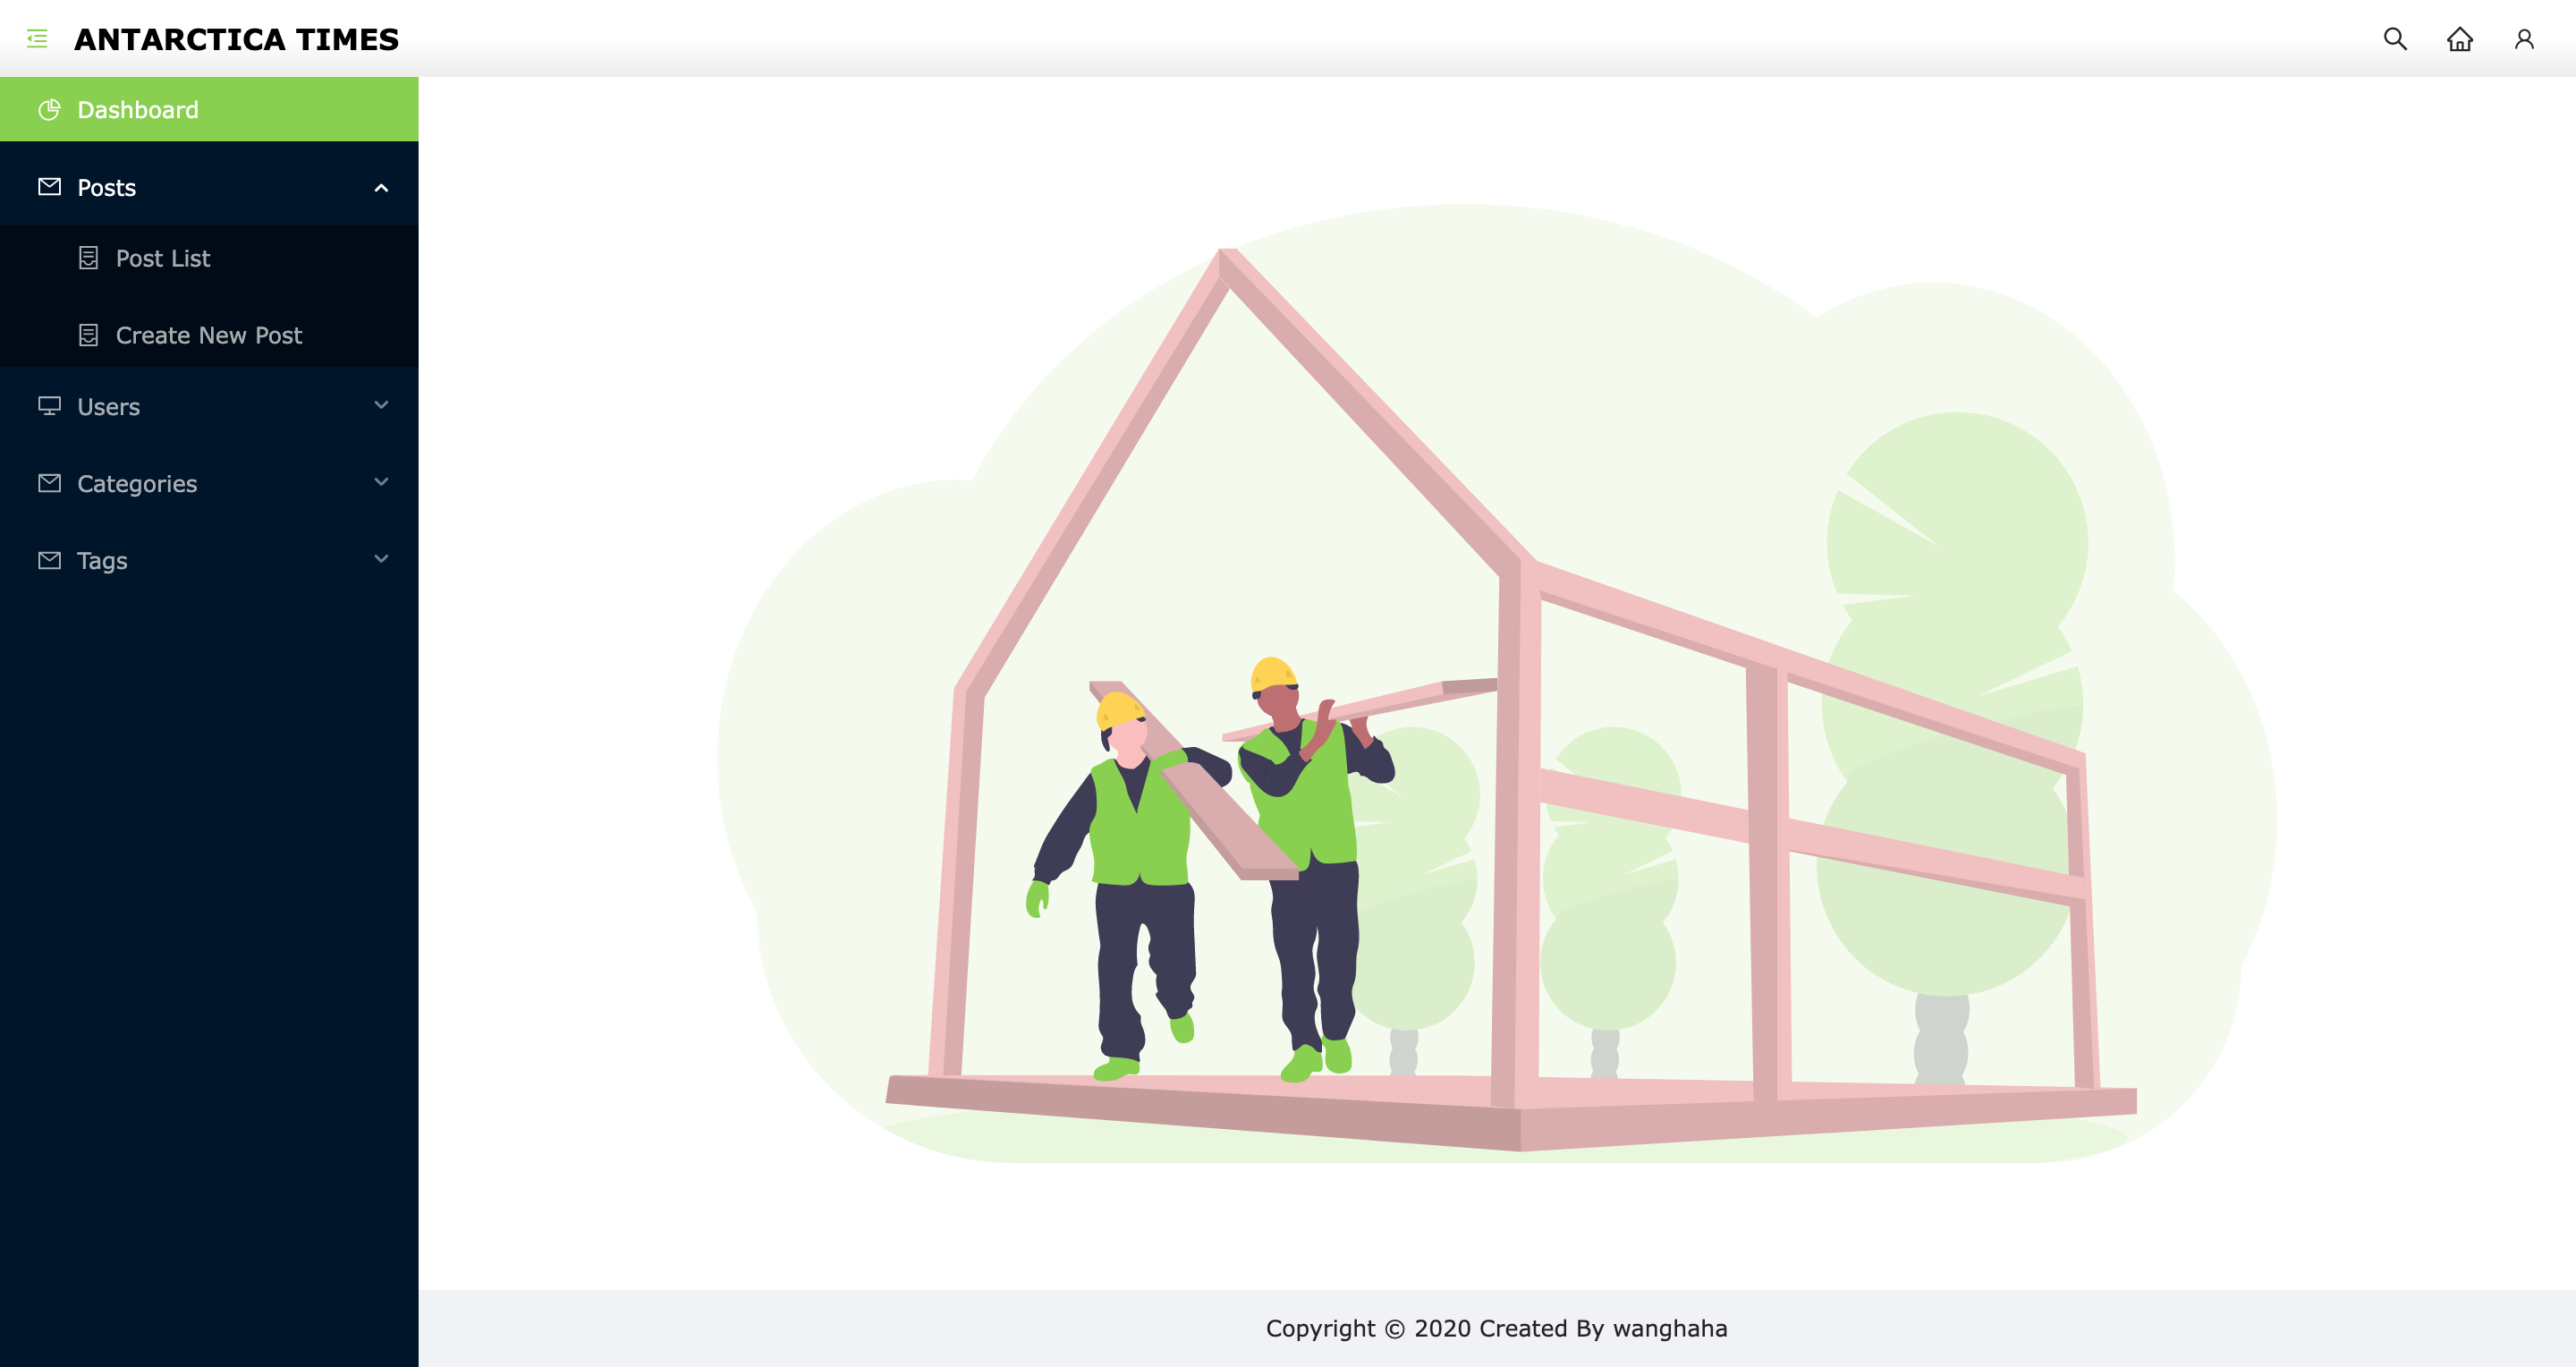 ANTARCTICA TIMES
Dashboard
Posts
Post List
Create New Post
Users
Categories
Tags
Copyright © 2020 Created By wanghaha